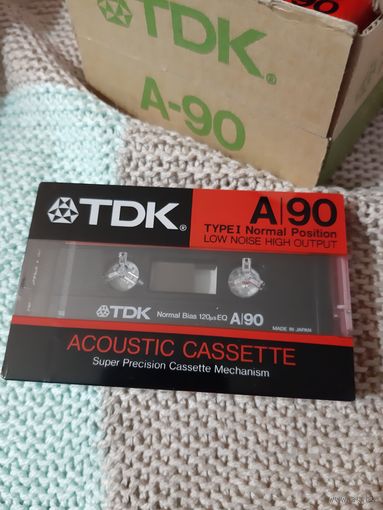 TDK®
A-90
90
TDK®
A|90
TYPE I Normal Position
LOW NOISE HIGH OUTPUT
TDK Normal Bias 120μs EQ A/90
MADE IN JAPAN
ACOUSTIC CASSETTE
Super Precision Cassette Mechanism